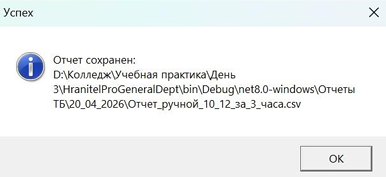 Успех
Отчет сохранен:
D:\Колледж\Учебная практика\День
3\HranitelProGeneralDept\bin\Debug\net8.0-windows\Отчеты
ТБ\20_04_2026\Отчет_ручной_10_12_за_3_часа.csv
ОК